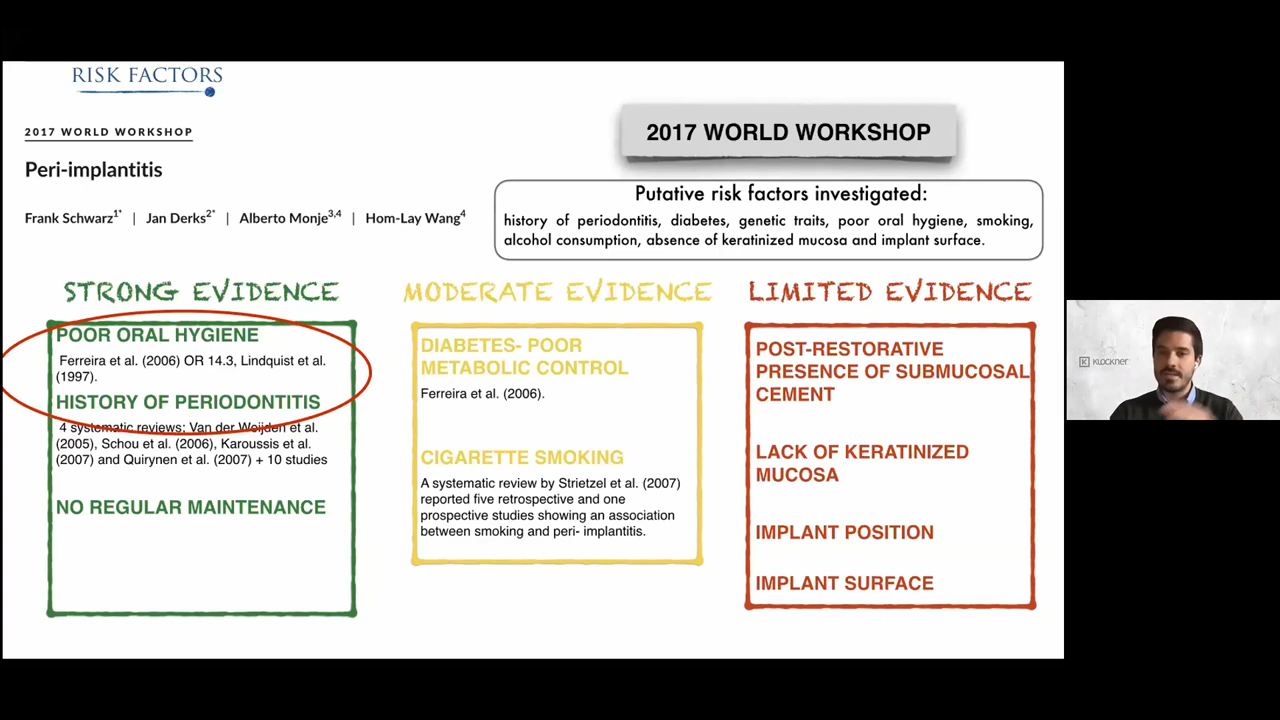 RISK FACTORS
2017 WORLD WORKSHOP
Peri-implantitis
Frank Schwarz1* | Jan Derks2* | Alberto Monje3,4 | Hom-Lay Wang4
2017 WORLD WORKSHOP
Putative risk factors investigated:
history of periodontitis, diabetes, genetic traits, poor oral hygiene, smoking,
alcohol consumption, absence of keratinized mucosa and implant surface.
STRONG EVIDENCE
POOR ORAL HYGIENE
Ferreira et al. (2006) OR 14.3, Lindquist et al.
(1997).
HISTORY OF PERIODONTITIS
4 systematic reviews; Van der Weijden et al.
(2005), Schou et al. (2006), Karoussis et al.
(2007) and Quirynen et al. (2007) + 10 studies
NO REGULAR MAINTENANCE
MODERATE EVIDENCE
DIABETES- POOR
METABOLIC CONTROL
Ferreira et al. (2006).
CIGARETTE SMOKING
A systematic review by Strietzel et al. (2007)
reported five retrospective and one
prospective studies showing an association
between smoking and peri- implantitis.
LIMITED EVIDENCE
POST-RESTORATIVE
PRESENCE OF SUBMUCOSAL
CEMENT
LACK OF KERATINIZED
MUCOSA
IMPLANT POSITION
IMPLANT SURFACE
KLOCKNER